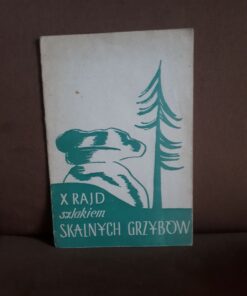 X RAJD
szlakiem
SKALNYCH GRZYBÓW